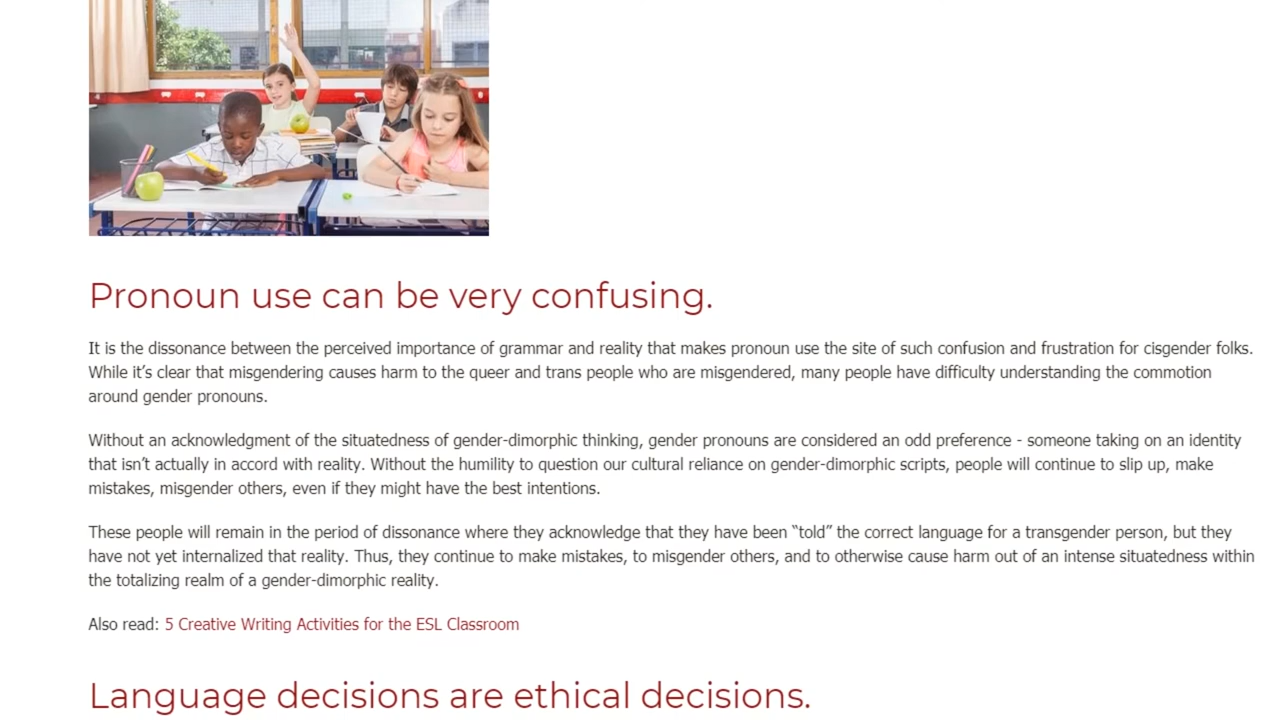 Pronoun use can be very confusing.
It is the dissonance between the perceived importance of grammar and reality that makes pronoun use the site of such confusion and frustration for cisgender folks.
While it’s clear that misgendering causes harm to the queer and trans people who are misgendered, many people have difficulty understanding the commotion
around gender pronouns.
Without an acknowledgment of the situatedness of gender-dimorphic thinking, gender pronouns are considered an odd preference - someone taking on an identity
that isn’t actually in accord with reality. Without the humility to question our cultural reliance on gender-dimorphic scripts, people will continue to slip up, make
mistakes, misgender others, even if they might have the best intentions.
These people will remain in the period of dissonance where they acknowledge that they have been “told” the correct language for a transgender person, but they
have not yet internalized that reality. Thus, they continue to make mistakes, to misgender others, and to otherwise cause harm out of an intense situatedness within
the totalizing realm of a gender-dimorphic reality.
Also read: 5 Creative Writing Activities for the ESL Classroom
Language decisions are ethical decisions.